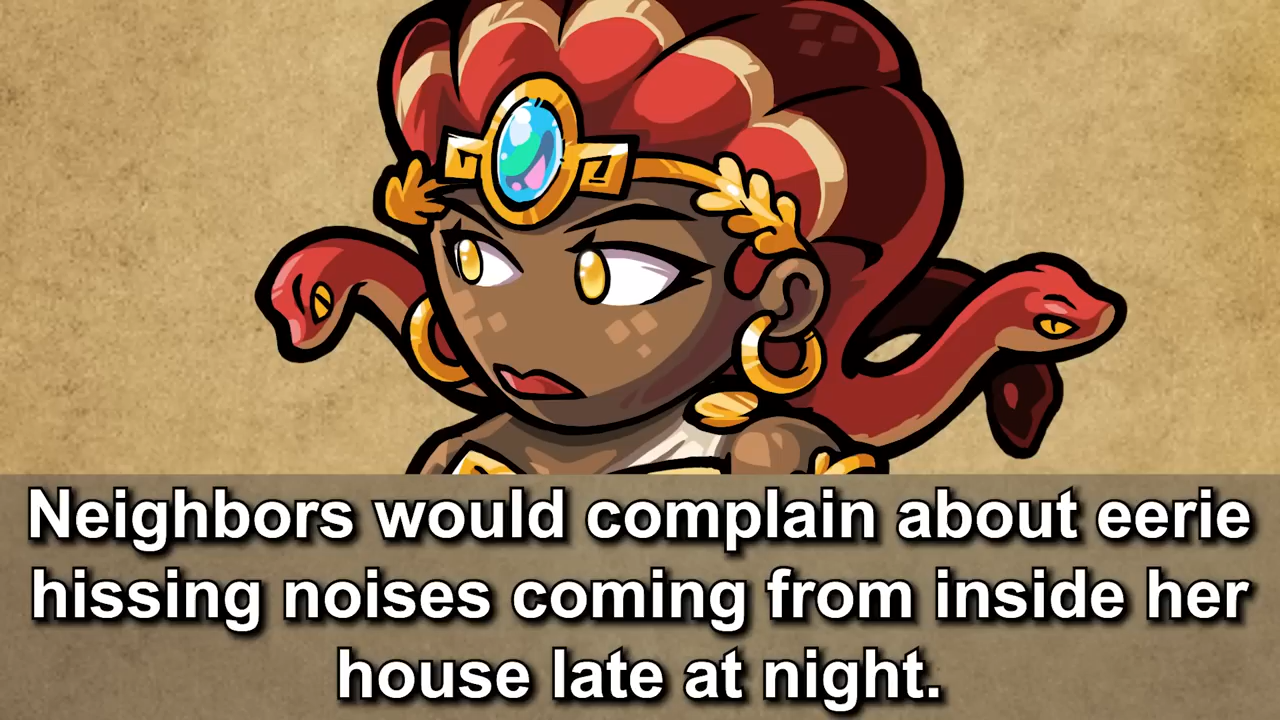 Neighbors would complain about eerie
hissing noises coming from inside her
house late at night.